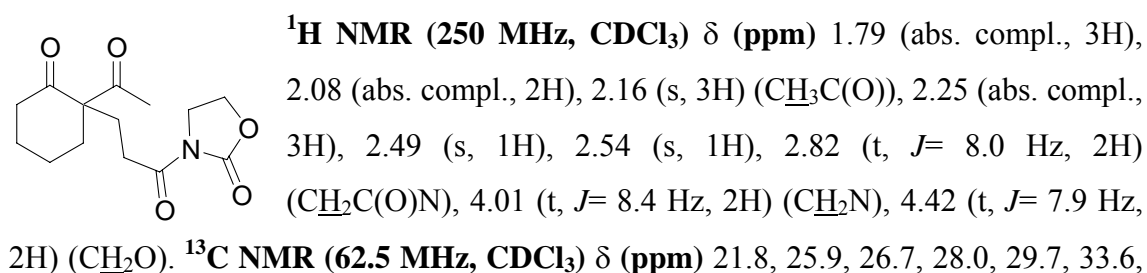 O O
N O
O O
¹H NMR (250 MHz, CDCl₃) δ (ppm) 1.79 (abs. compl., 3H),
2.08 (abs. compl., 2H), 2.16 (s, 3H) (CH₃C(O)), 2.25 (abs. compl.,
3H), 2.49 (s, 1H), 2.54 (s, 1H), 2.82 (t, J= 8.0 Hz, 2H)
(CH₂C(O)N), 4.01 (t, J= 8.4 Hz, 2H) (CH₂N), 4.42 (t, J= 7.9 Hz,
2H) (CH₂O). ¹³C NMR (62.5 MHz, CDCl₃) δ (ppm) 21.8, 25.9, 26.7, 28.0, 29.7, 33.6,